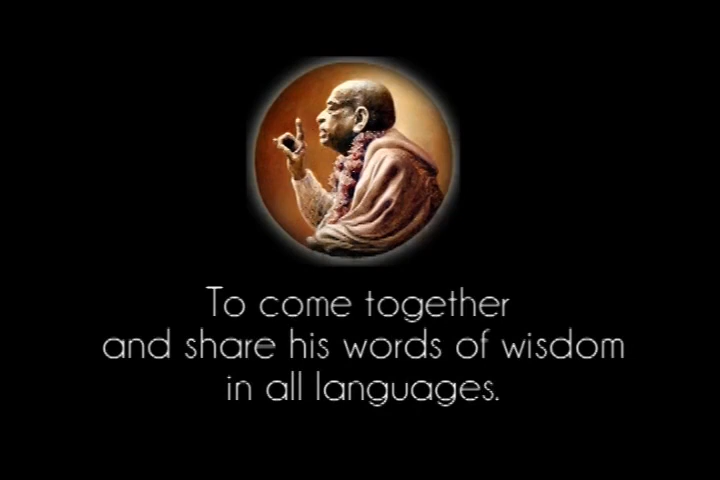 To come together
and share his words of wisdom
in all languages.